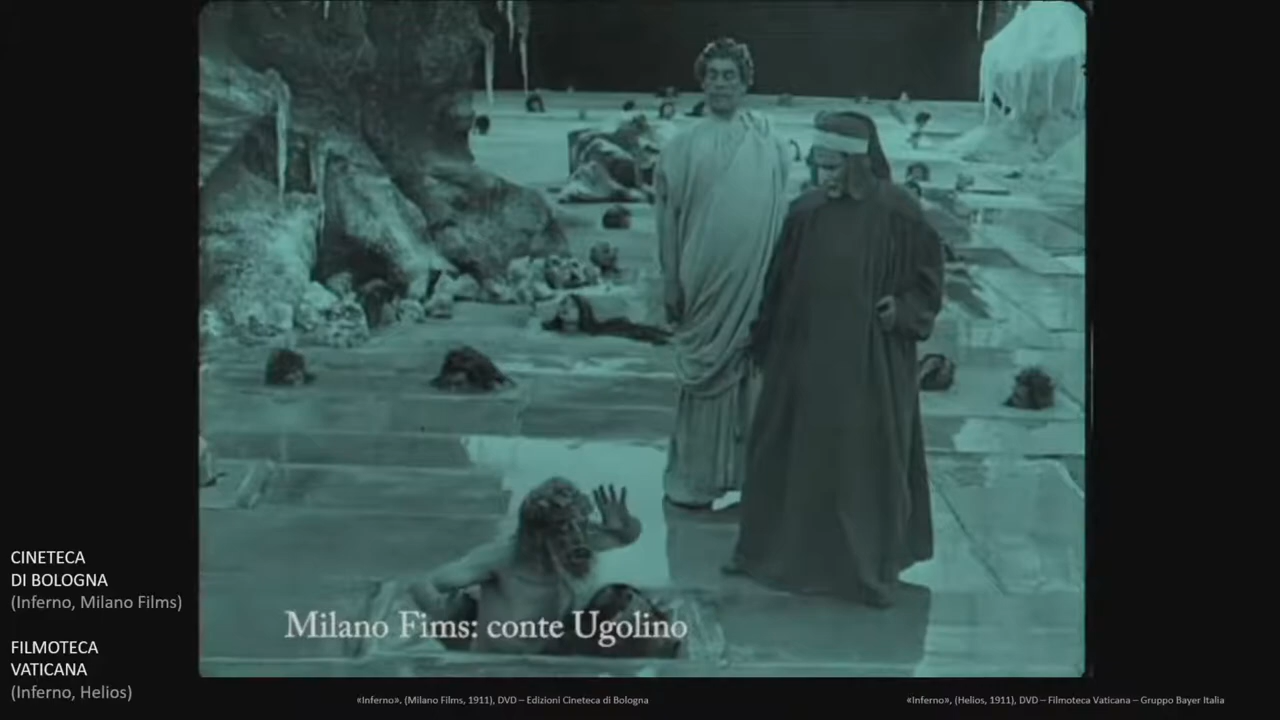 CINETECA
DI BOLOGNA
(Inferno, Milano Films)
FILMOTECA
VATICANA
(Inferno, Helios)
Milano Fims: conte Ugolino
«Inferno», (Milano Films, 1911), DVD – Edizioni Cineteca di Bologna
«Inferno», (Helios, 1911), DVD – Filmoteca Vaticana – Gruppo Bayer Italia